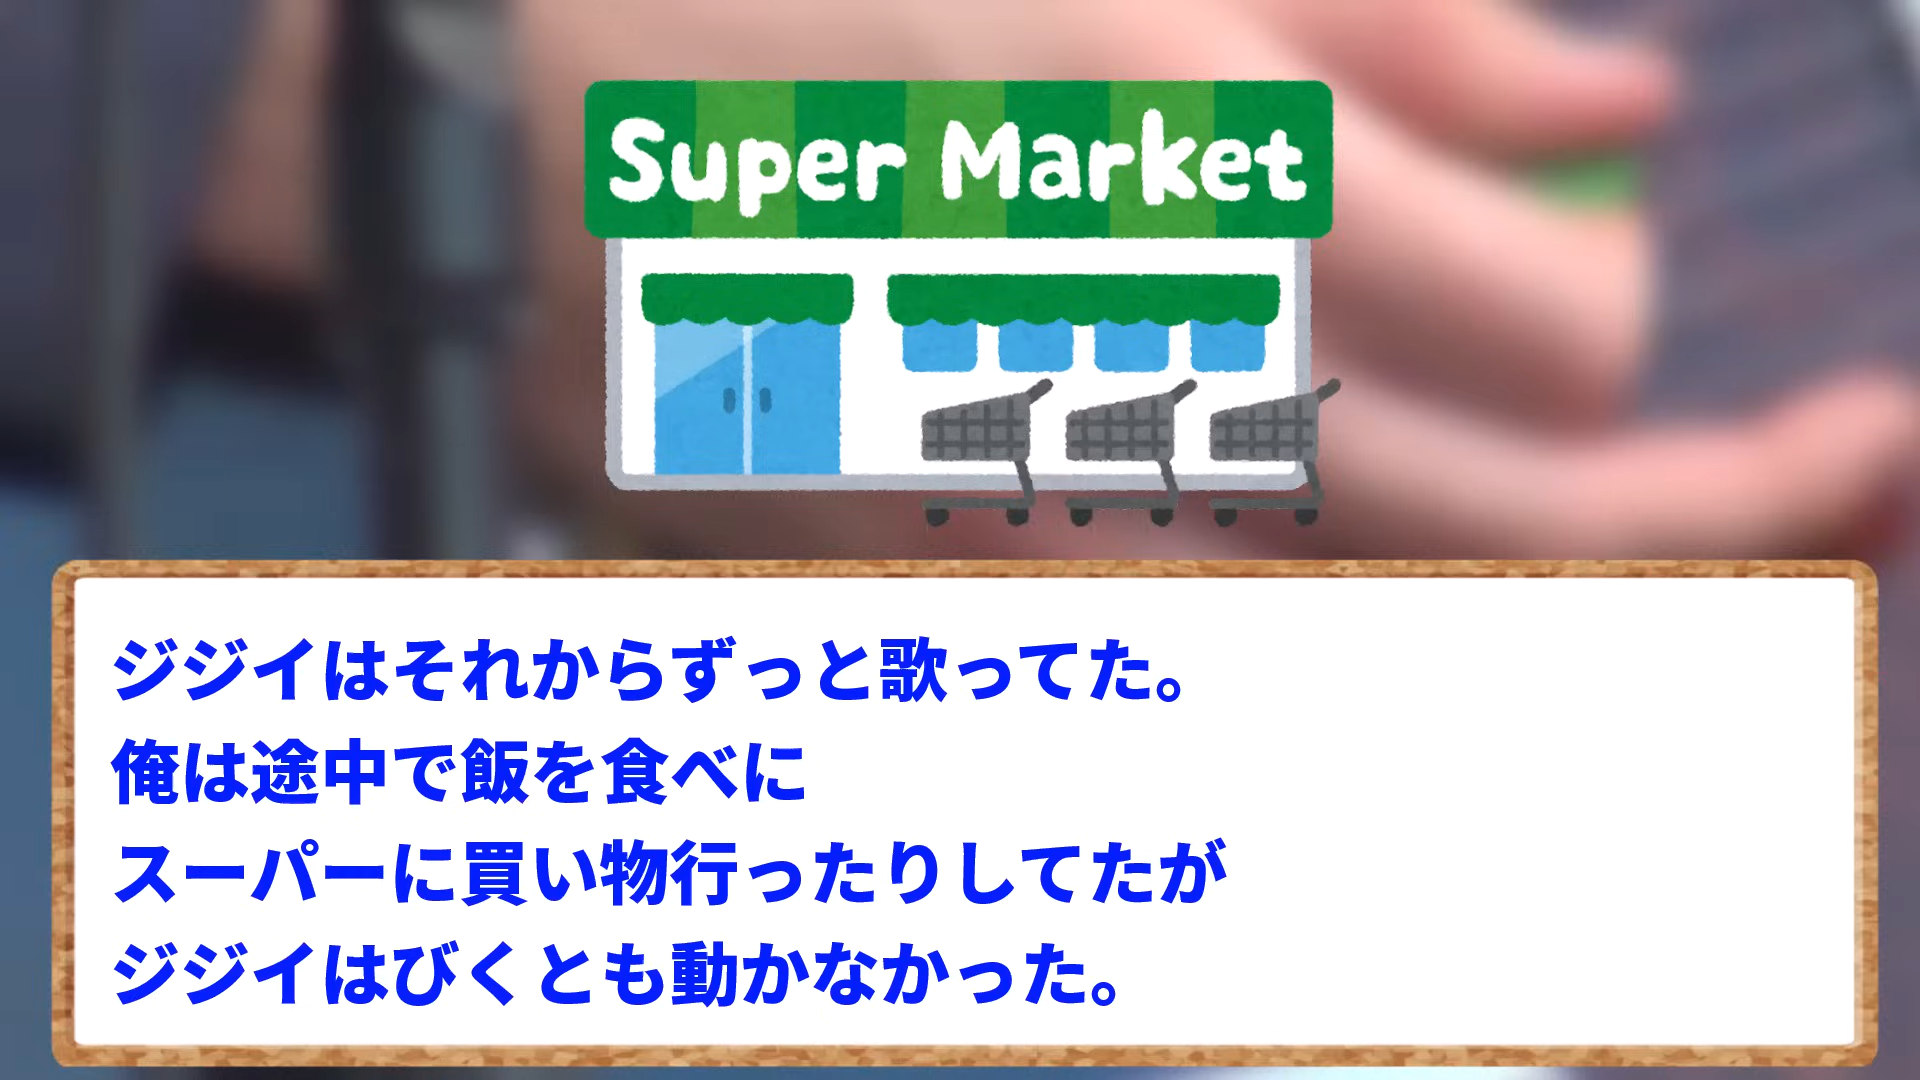 Super Market
ジジイはそれからずっと歌ってた。
俺は途中で飯を食べに
スーパーに買い物行ったりしてたが
ジジイはびくとも動かなかった。